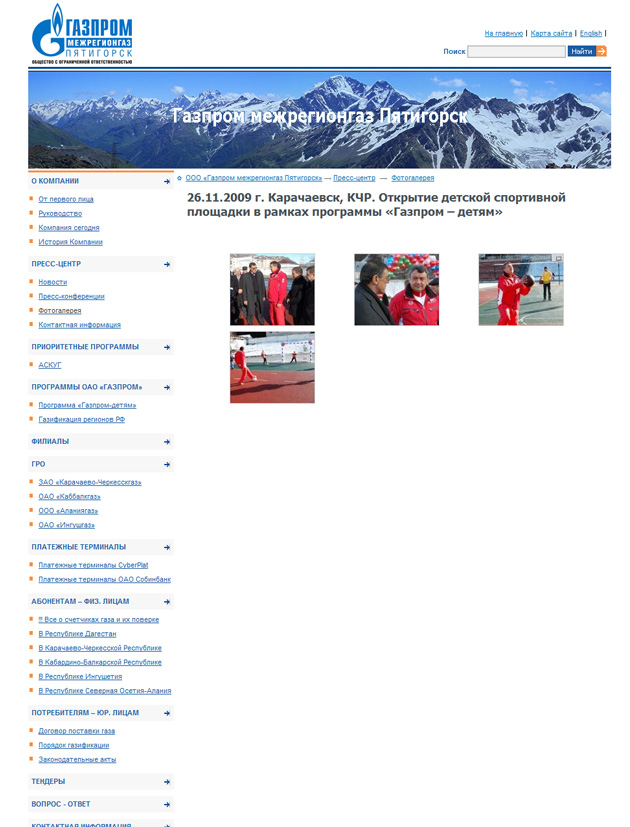 ГАЗПРОМ
МЕЖРЕГИОНГАЗ
ПЯТИГОРСК
ОБЩЕСТВО С ОГРАНИЧЕННОЙ ОТВЕТСТВЕННОСТЬЮ
На главную | Карта сайта | English |
Поиск Найти
Газпром межрегионгаз Пятигорск
О КОМПАНИИ
От первого лица
Руководство
Компания сегодня
История Компании
ПРЕСС-ЦЕНТР
Новости
Пресс-конференции
Фотогалерея
Контактная информация
ПРИОРИТЕТНЫЕ ПРОГРАММЫ
АСКУГ
ПРОГРАММЫ ОАО «ГАЗПРОМ»
Программа «Газпром-детям»
Газификация регионов РФ
ФИЛИАЛЫ
ГРО
ЗАО «Карачаево-Черкесскгаз»
ОАО «Каббалкгаз»
ООО «Аланиягаз»
ОАО «Ингушгаз»
ПЛАТЕЖНЫЕ ТЕРМИНАЛЫ
Платежные терминалы CyberPlat
Платежные терминалы ОАО Собинбанк
АБОНЕНТАМ – ФИЗ. ЛИЦАМ
!!! Все о счетчиках газа и их поверке
В Республике Дагестан
В Карачаево-Черкесской Республике
В Кабардино-Балкарской Республике
В Республике Ингушетия
В Республике Северная Осетия-Алания
ПОТРЕБИТЕЛЯМ – ЮР. ЛИЦАМ
Договор поставки газа
Порядок газификации
Законодательные акты
ТЕНДЕРЫ
ВОПРОС - ОТВЕТ
КОНТАКТНАЯ ИНФОРМАЦИЯ
ООО «Газпром межрегионгаз Пятигорск» — Пресс-центр — Фотогалерея
26.11.2009 г. Карачаевск, КЧР. Открытие детской спортивной
площадки в рамках программы «Газпром – детям»